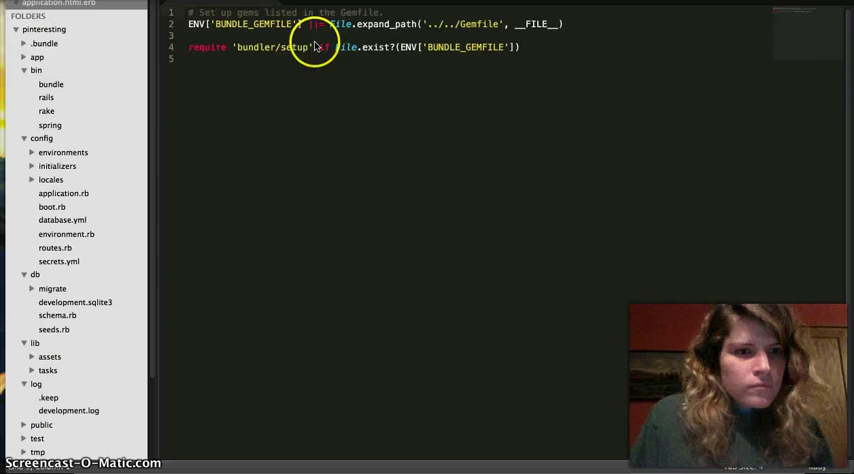 application.html.erb
FOLDERS
pinteresting
.bundle
app
bin
bundle
rails
rake
spring
config
environments
initializers
locales
application.rb
boot.rb
database.yml
environment.rb
routes.rb
secrets.yml
db
migrate
development.sqlite3
schema.rb
seeds.rb
lib
assets
tasks
log
.keep
development.log
public
test
tmp
1 # Set up gems listed in the Gemfile.
2 ENV['BUNDLE_GEMFILE'] ||= File.expand_path('../../Gemfile', __FILE__)
3
4 require 'bundler/setup' if File.exist?(ENV['BUNDLE_GEMFILE'])
5
Screencast-O-Matic.com